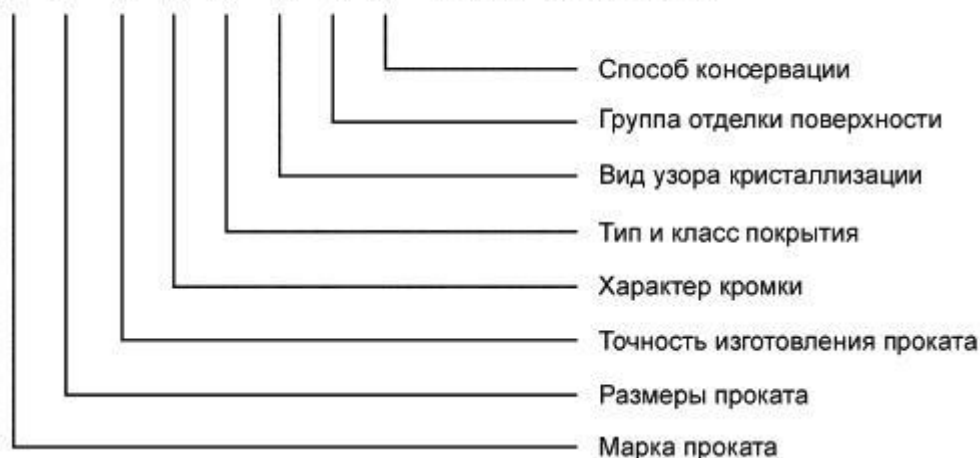 Способ консервации
Группа отделки поверхности
Вид узора кристаллизации
Тип и класс покрытия
Характер кромки
Точность изготовления проката
Размеры проката
Марка проката